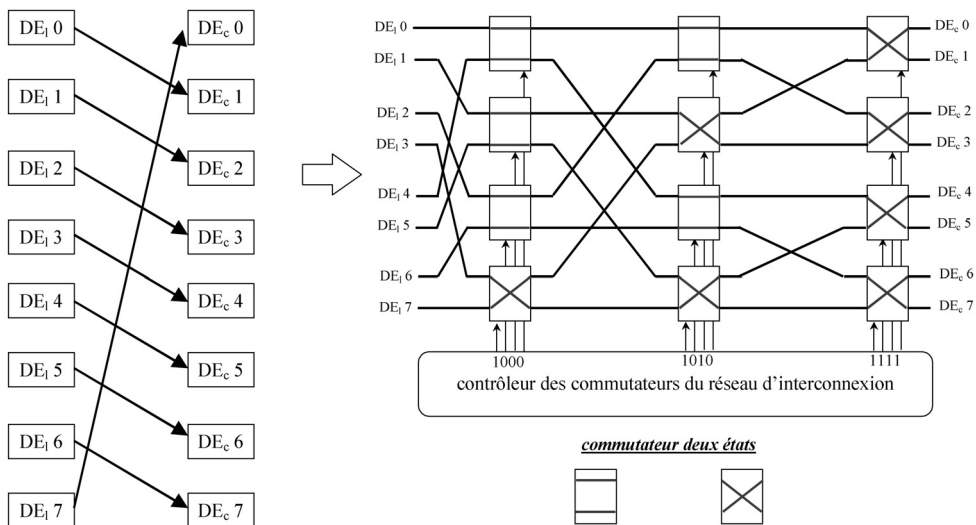 DEl 0
DEc 0
DEl 1
DEc 1
DEl 2
DEc 2
DEl 3
DEc 3
DEl 4
DEc 4
DEl 5
DEc 5
DEl 6
DEc 6
DEl 7
DEc 7
DEl 0
DEc 0
DEl 1
DEc 1
DEl 2
DEc 2
DEl 3
DEc 3
DEl 4
DEc 4
DEl 5
DEc 5
DEl 6
DEc 6
DEl 7
DEc 7
1000
1010
1111
contrôleur des commutateurs du réseau d'interconnexion
commutateur deux états